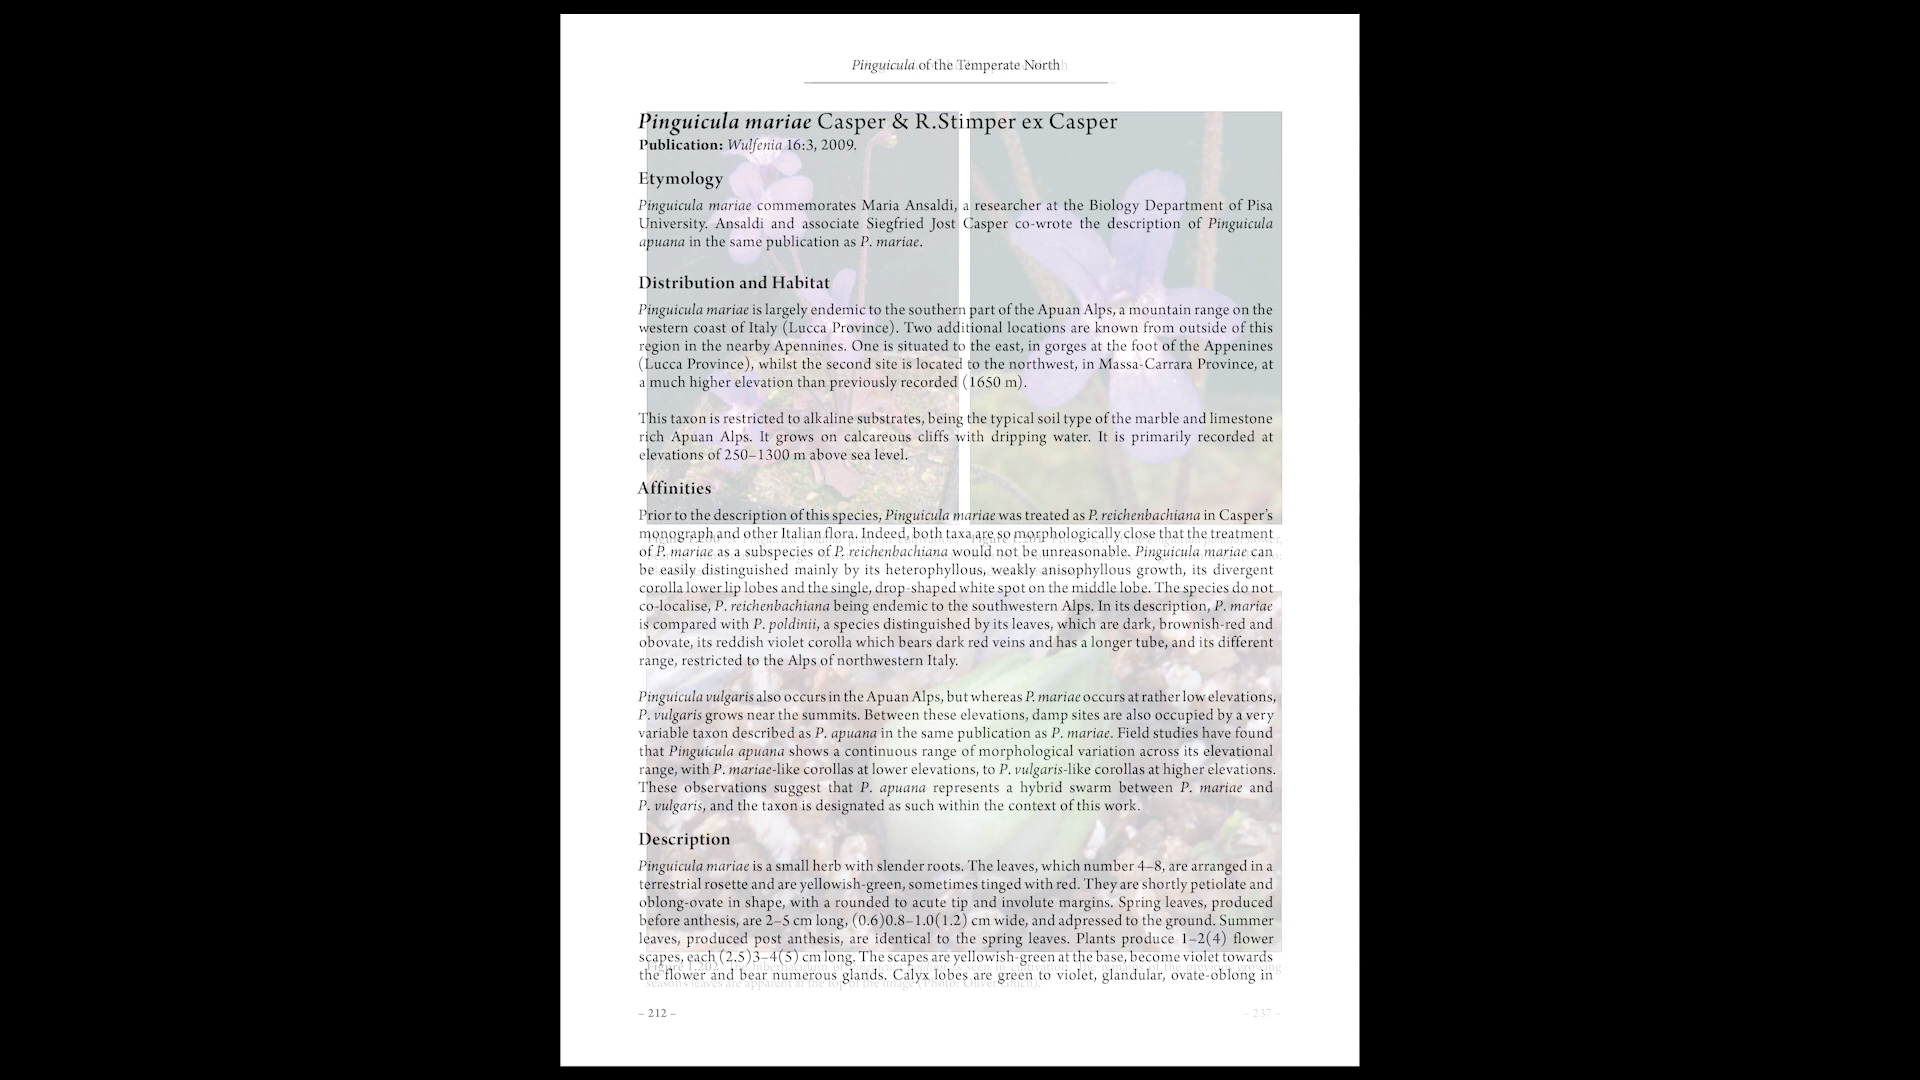 Pinguicula of the Temperate North
Pinguicula mariae Casper & R.Stimper ex Casper
Publication: Wulfenia 16:3, 2009.
Etymology
Pinguicula mariae commemorates Maria Ansaldi, a researcher at the Biology Department of Pisa
University. Ansaldi and associate Siegfried Jost Casper co-wrote the description of Pinguicula
apuana in the same publication as P. mariae.
Distribution and Habitat
Pinguicula mariae is largely endemic to the southern part of the Apuan Alps, a mountain range on the
western coast of Italy (Lucca Province). Two additional locations are known from outside of this
region in the nearby Apennines. One is situated to the east, in gorges at the foot of the Appenines
(Lucca Province), whilst the second site is located to the northwest, in Massa-Carrara Province, at
a much higher elevation than previously recorded (1650 m).
This taxon is restricted to alkaline substrates, being the typical soil type of the marble and limestone
rich Apuan Alps. It grows on calcareous cliffs with dripping water. It is primarily recorded at
elevations of 250–1300 m above sea level.
Affinities
Prior to the description of this species, Pinguicula mariae was treated as P. reichenbachiana in Casper's
monograph and other Italian flora. Indeed, both taxa are so morphologically close that the treatment
of P. mariae as a subspecies of P. reichenbachiana would not be unreasonable. Pinguicula mariae can
be easily distinguished mainly by its heterophyllous, weakly anisophyllous growth, its divergent
corolla lower lip lobes and the single, drop-shaped white spot on the middle lobe. The species do not
co-localise, P. reichenbachiana being endemic to the southwestern Alps. In its description, P. mariae
is compared with P. poldinii, a species distinguished by its leaves, which are dark, brownish-red and
obovate, its reddish violet corolla which bears dark red veins and has a longer tube, and its different
range, restricted to the Alps of northwestern Italy.
Pinguicula vulgaris also occurs in the Apuan Alps, but whereas P. mariae occurs at rather low elevations,
P. vulgaris grows near the summits. Between these elevations, damp sites are also occupied by a very
variable taxon described as P. apuana in the same publication as P. mariae. Field studies have found
that Pinguicula apuana shows a continuous range of morphological variation across its elevational
range, with P. mariae-like corollas at lower elevations, to P. vulgaris-like corollas at higher elevations.
These observations suggest that P. apuana represents a hybrid swarm between P. mariae and
P. vulgaris, and the taxon is designated as such within the context of this work.
Description
Pinguicula mariae is a small herb with slender roots. The leaves, which number 4–8, are arranged in a
terrestrial rosette and are yellowish-green, sometimes tinged with red. They are shortly petiolate and
oblong-ovate in shape, with a rounded to acute tip and involute margins. Spring leaves, produced
before anthesis, are 2–5 cm long, (0.6)0.8–1.0(1.2) cm wide, and adpressed to the ground. Summer
leaves, produced post anthesis, are identical to the spring leaves. Plants produce 1–2(4) flower
scapes, each (2.5)3–4(5) cm long. The scapes are yellowish-green at the base, become violet towards
the flower and bear numerous glands. Calyx lobes are green to violet, glandular, ovate-oblong in
season's leaves are apparent at the top of the image (Photo: Oliver Gluch).
– 212 –
– 237 –